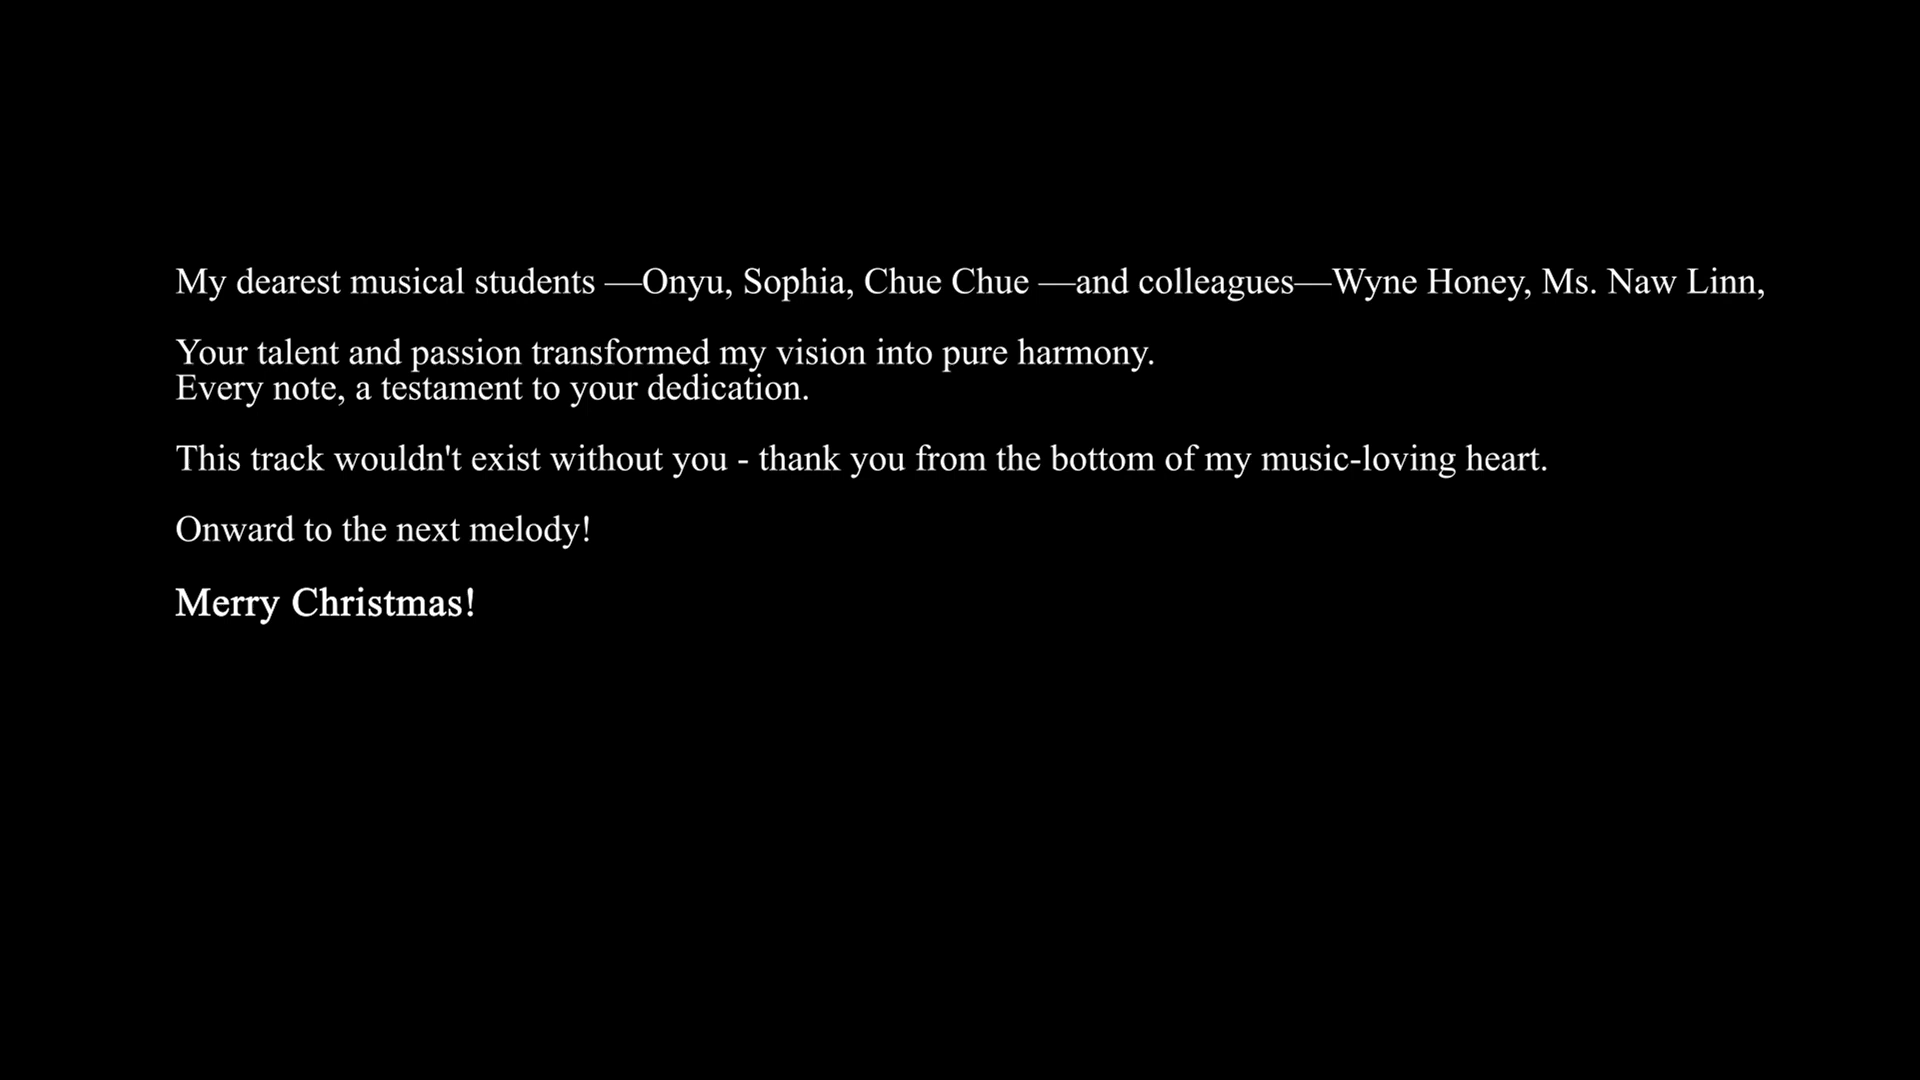 My dearest musical students —Onyu, Sophia, Chue Chue —and colleagues—Wyne Honey, Ms. Naw Linn,
Your talent and passion transformed my vision into pure harmony.
Every note, a testament to your dedication.
This track wouldn't exist without you - thank you from the bottom of my music-loving heart.
Onward to the next melody!
Merry Christmas!